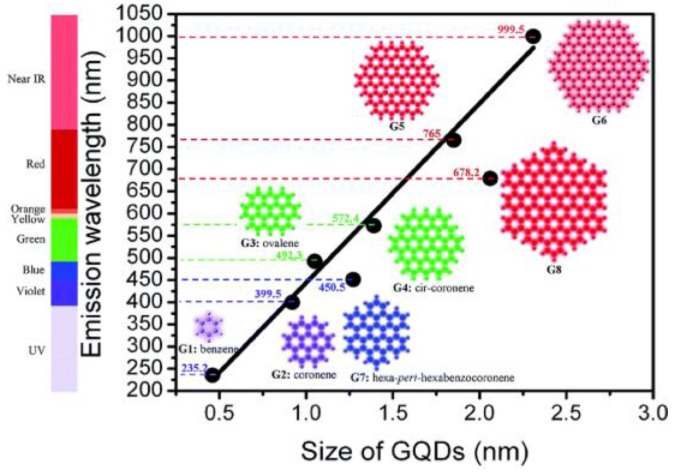 Near IR
Red
Orange
Yellow
Green
Blue
Violet
UV
Emission wavelength (nm)
1050
1000
950
900
850
800
750
700
650
600
550
500
450
400
350
300
250
200
999.5
G5
G6
765
678.2
G8
572.4
G3: ovalene
492.3
G4: cir-coronene
450.5
399.5
G1: benzene
G2: coronene
G7: hexa-peri-hexabenzocoronene
235.2
0.5
1.0
1.5
2.0
2.5
3.0
Size of GQDs (nm)